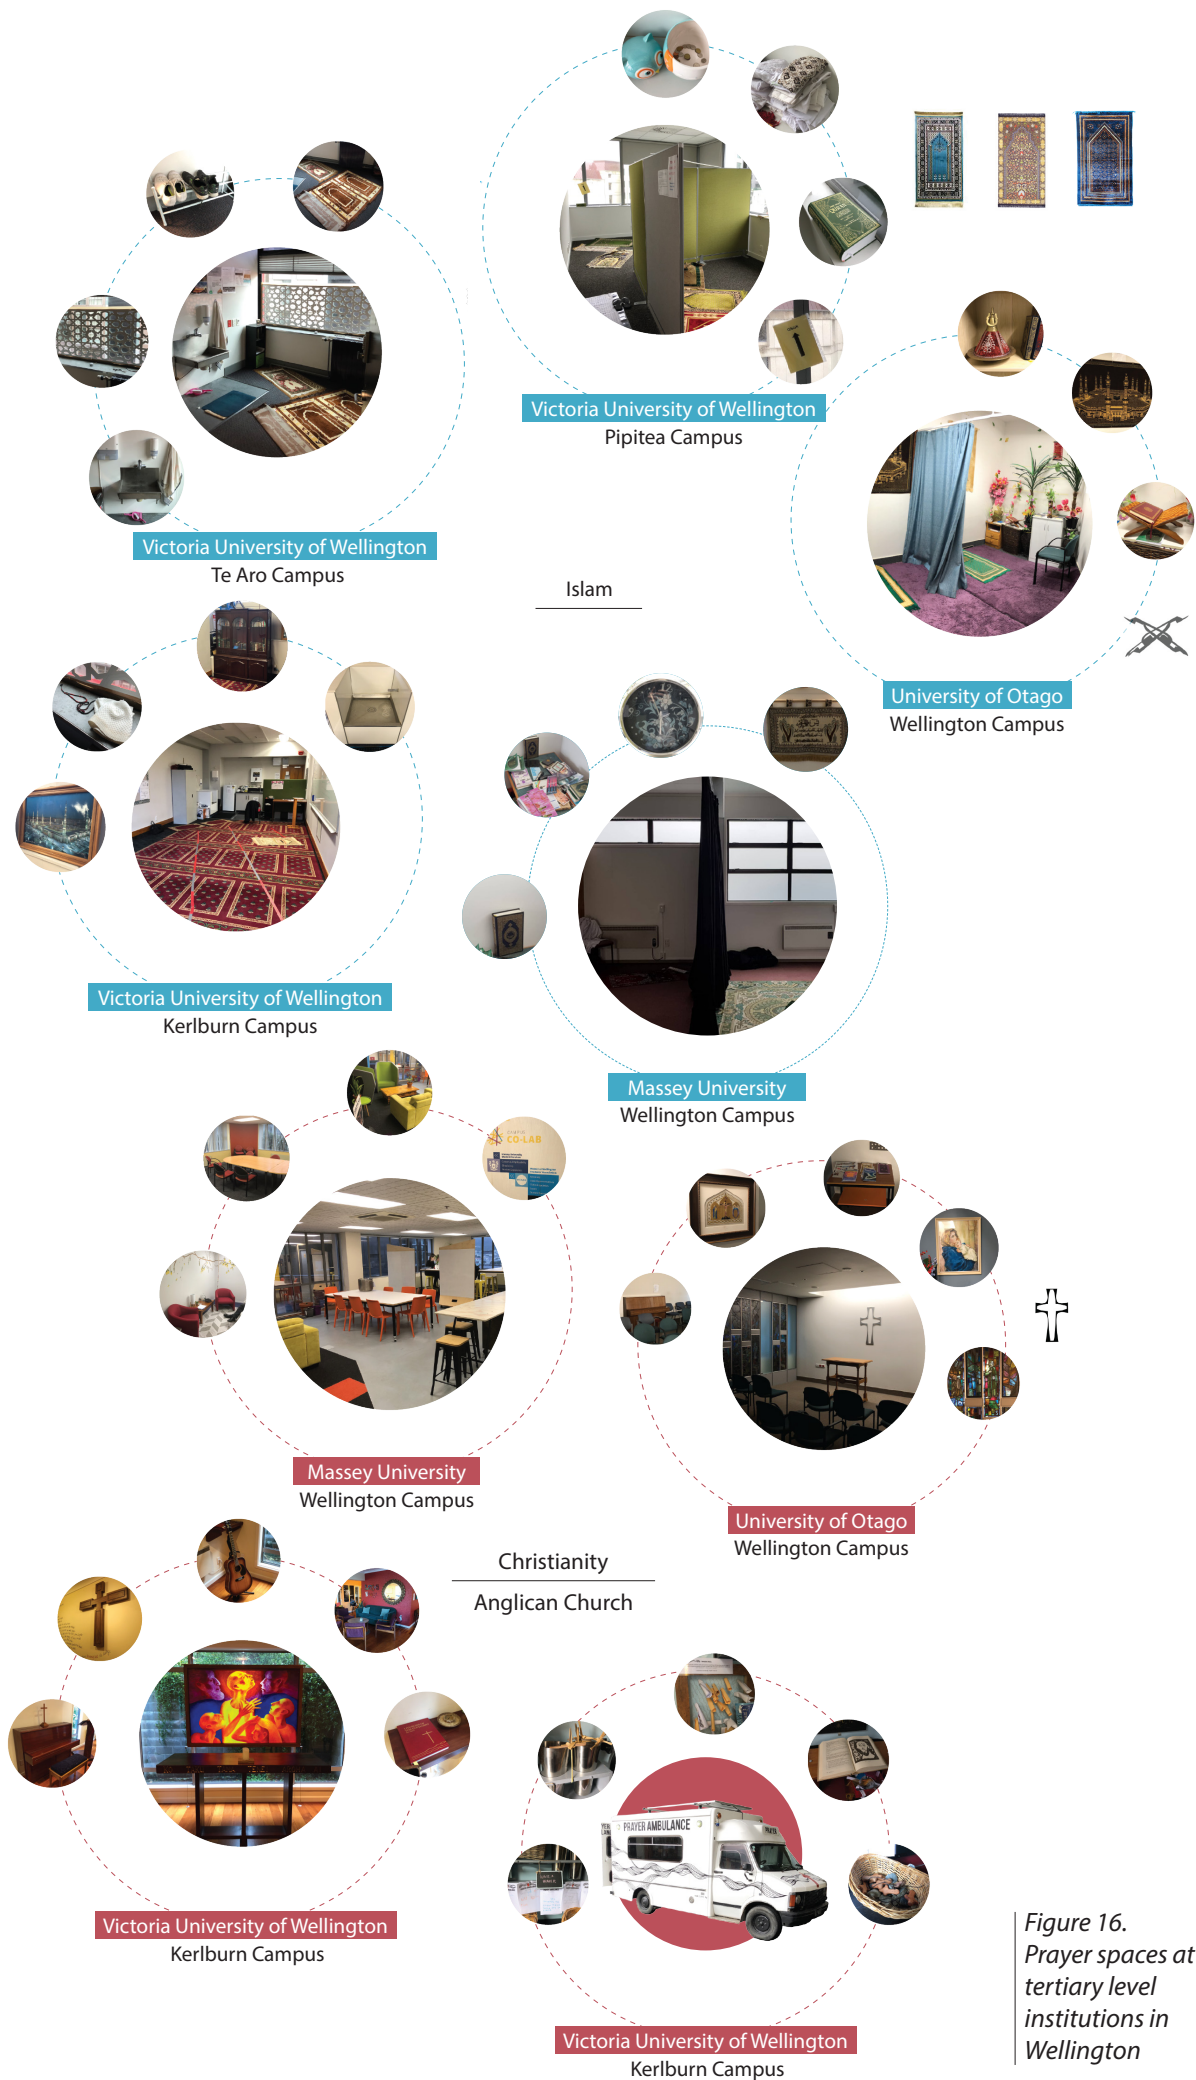 Victoria University of Wellington
Pipitea Campus
Victoria University of Wellington
Te Aro Campus
Islam
University of Otago
Wellington Campus
Victoria University of Wellington
Kerlburn Campus
Massey University
Wellington Campus
CO-LAB
Massey University
Wellington Campus
University of Otago
Wellington Campus
Christianity
Anglican Church
PRAYER AMBULANCE
PRAYER
Victoria University of Wellington
Kerlburn Campus
Victoria University of Wellington
Kerlburn Campus
Figure 16.
Prayer spaces at
tertiary level
institutions in
Wellington